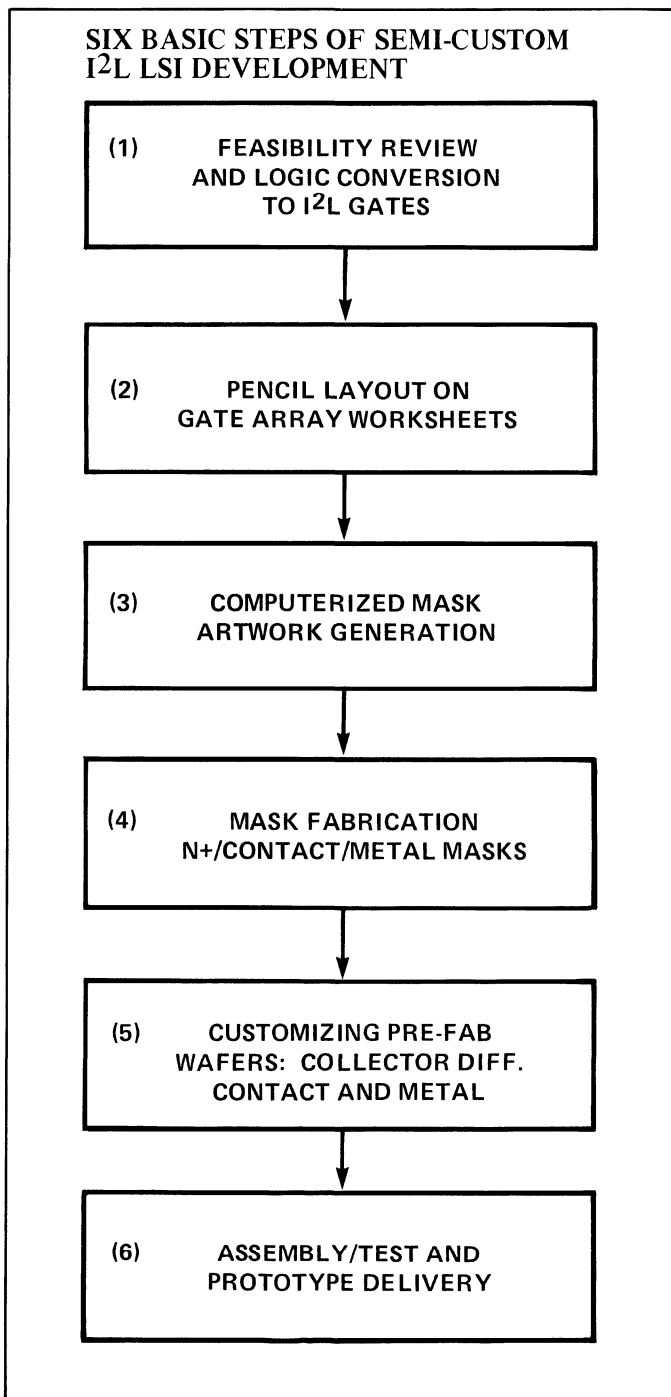 SIX BASIC STEPS OF SEMI-CUSTOM
I²L LSI DEVELOPMENT
(1) FEASIBILITY REVIEW
AND LOGIC CONVERSION
TO I²L GATES
(2) PENCIL LAYOUT ON
GATE ARRAY WORKSHEETS
(3) COMPUTERIZED MASK
ARTWORK GENERATION
(4) MASK FABRICATION
N+/CONTACT/METAL MASKS
(5) CUSTOMIZING PRE-FAB
WAFERS: COLLECTOR DIFF.
CONTACT AND METAL
(6) ASSEMBLY/TEST AND
PROTOTYPE DELIVERY